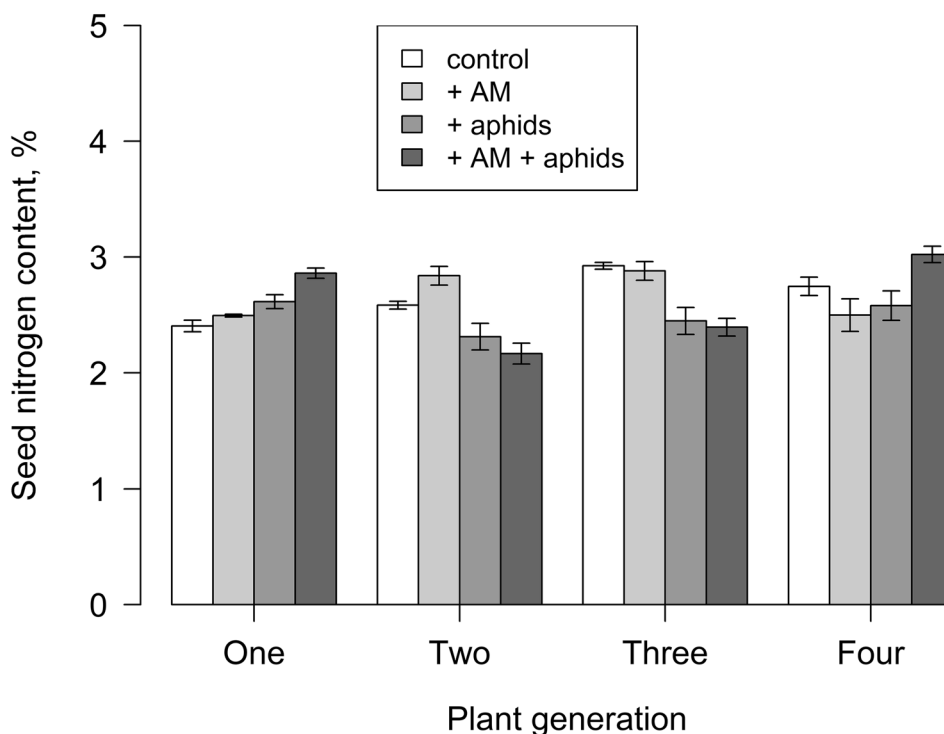 Seed nitrogen content, %
5
4
3
2
1
0
control
+ AM
+ aphids
+ AM + aphids
One
Two
Three
Four
Plant generation